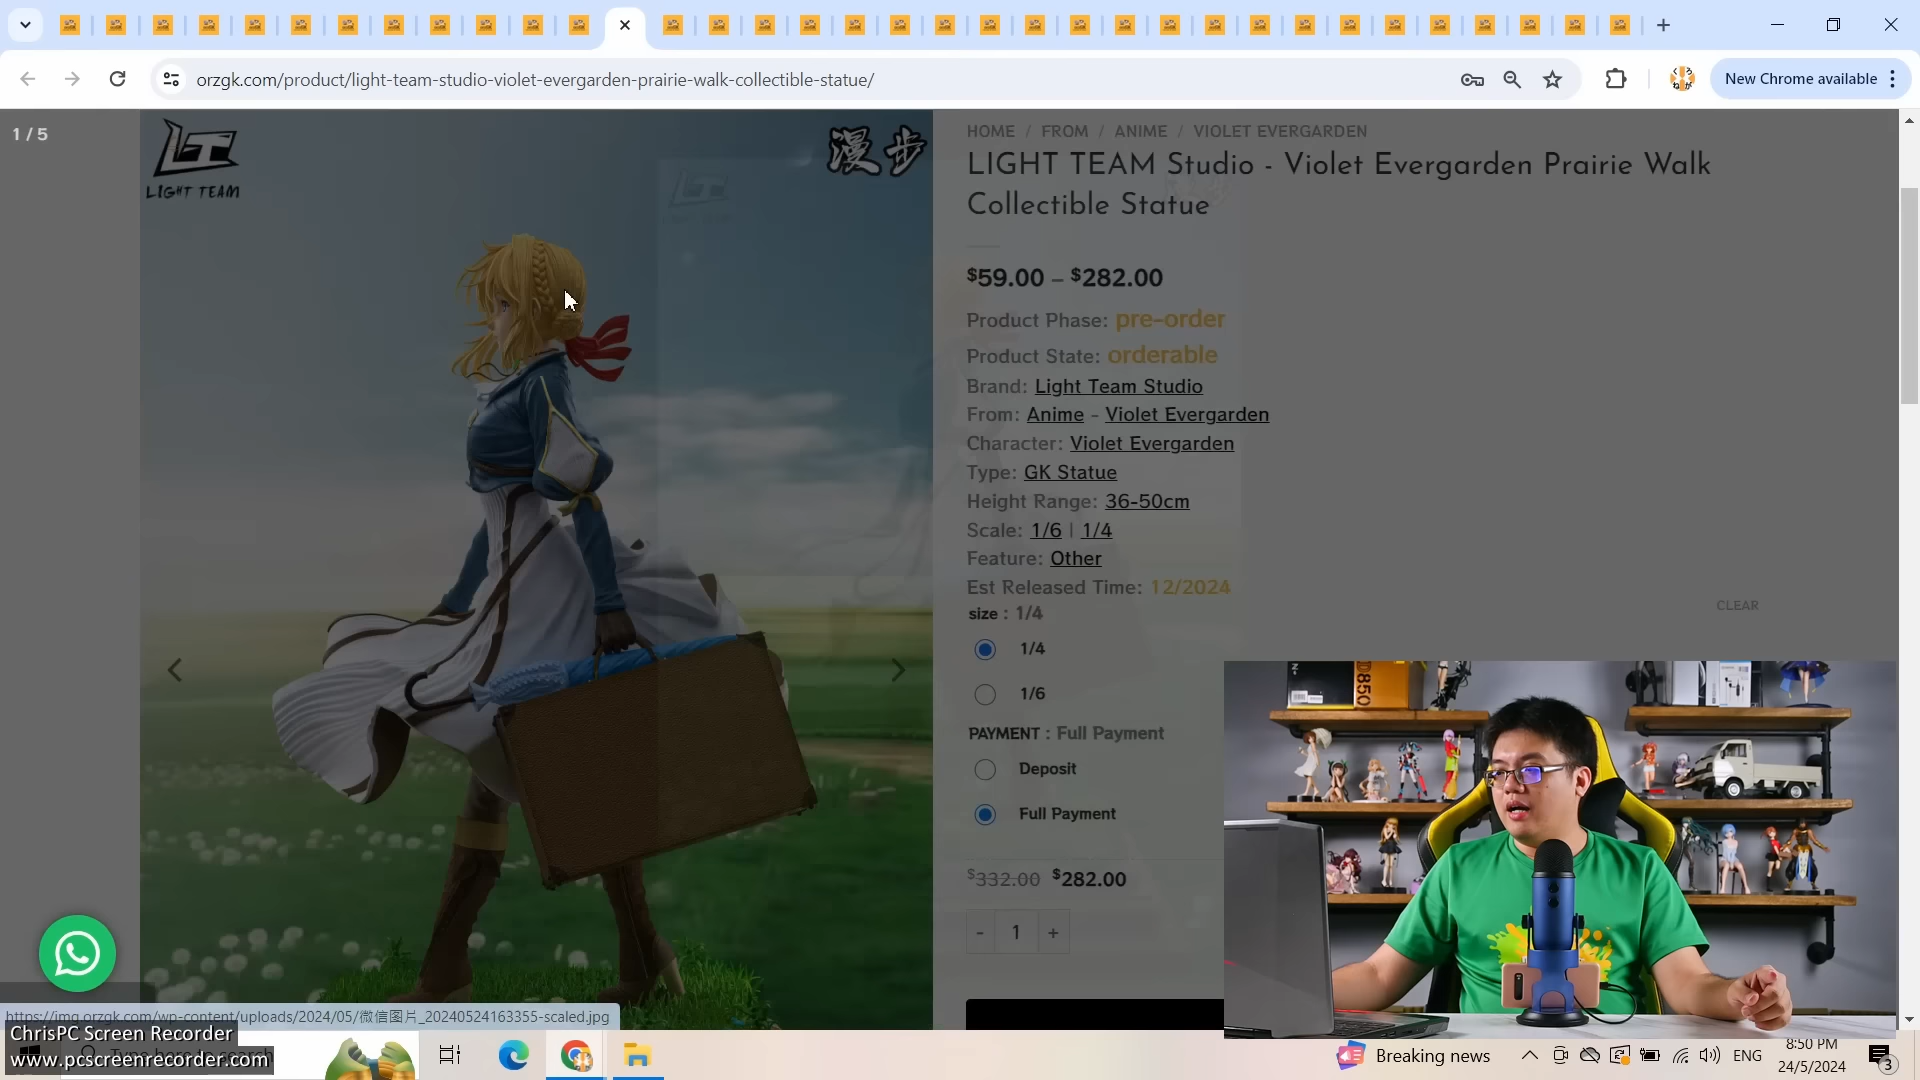 orzgk.com/product/light-team-studio-violet-evergarden-prairie-walk-collectible-statue/
New Chrome available
1 / 5
LT
LIGHT TEAM
漫步
HOME / FROM / ANIME / VIOLET EVERGARDEN
LIGHT TEAM Studio - Violet Evergarden Prairie Walk
Collectible Statue
$59.00 – $282.00
Product Phase: pre-order
Product State: orderable
Brand: Light Team Studio
From: Anime - Violet Evergarden
Character: Violet Evergarden
Type: GK Statue
Height Range: 36-50cm
Scale: 1/6 | 1/4
Feature: Other
Est Released Time: 12/2024
size : 1/4
CLEAR
1/4
1/6
PAYMENT : Full Payment
Deposit
Full Payment
$332.00 $282.00
- 1 +
D850
https://img.orzgk.com/wp-content/uploads/2024/05/微信图片_20240524163355-scaled.jpg
ChrisPC Screen Recorder
www.pcscreenrecorder.com
Breaking news
ENG
8:50 PM
24/5/2024
3